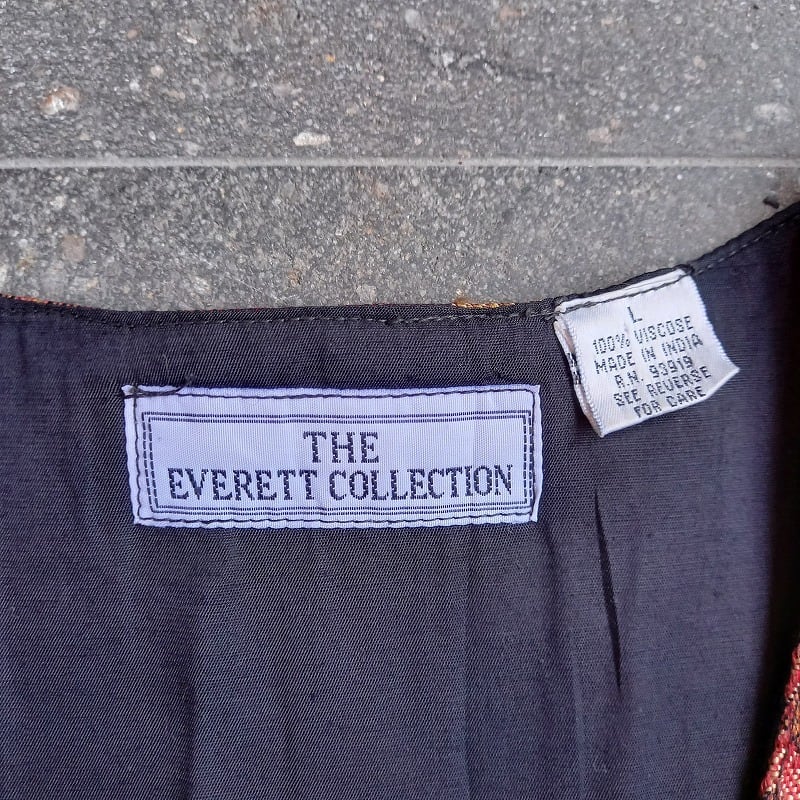 THE
EVERETT COLLECTION
L
100% VISCOSE
MADE IN INDIA
R.N. 93919
SEE REVERSE
FOR CARE